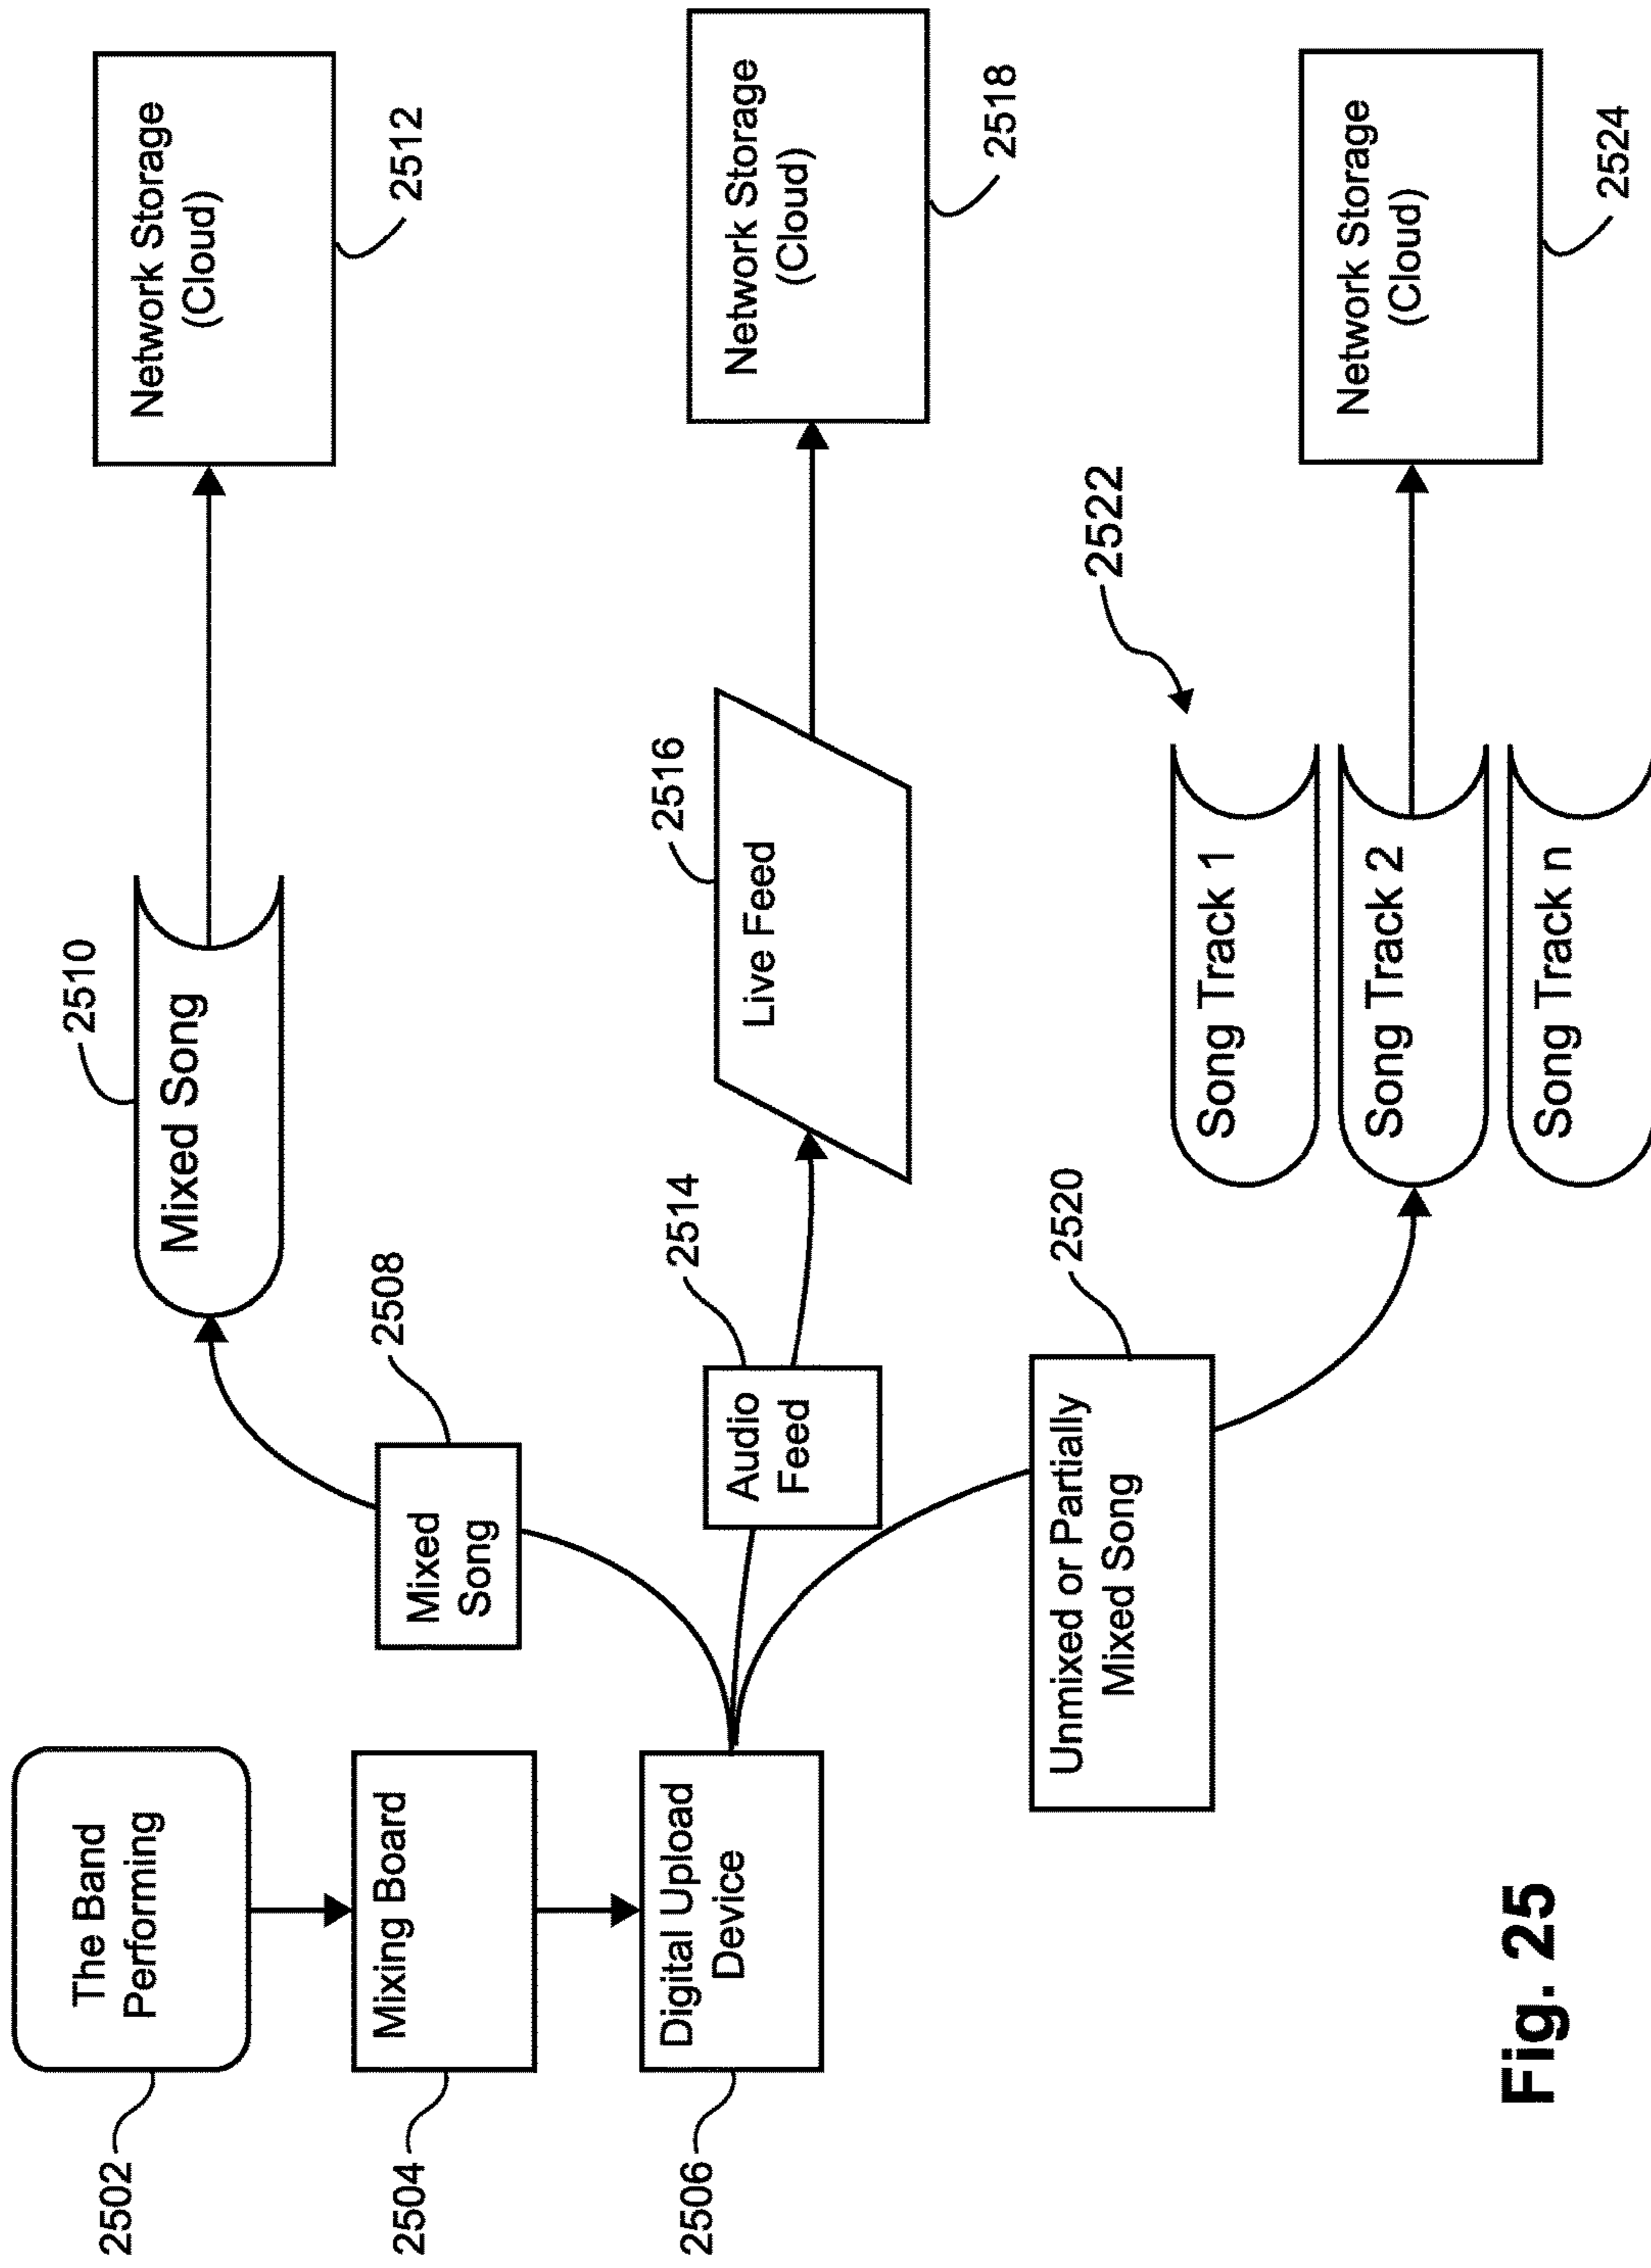 The Band
Performing
2502
Mixing Board
2504
Digital Upload
Device
2506
Mixed
Song
2508
Mixed Song
2510
Network Storage
(Cloud)
2512
Audio
Feed
2514
Live Feed
2516
Network Storage
(Cloud)
2518
Unmixed or Partially
Mixed Song
2520
Song Track 1
Song Track 2
Song Track n
2522
Network Storage
(Cloud)
2524
Fig. 25